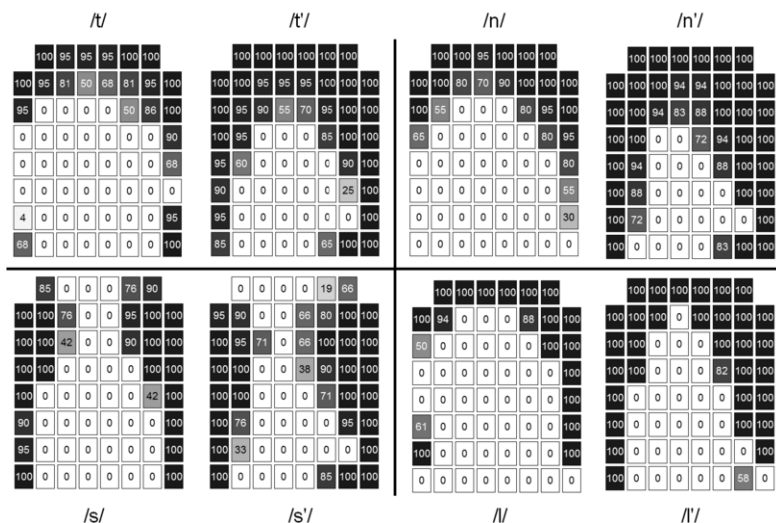 /t/
100 95 95 95 100 100
100 95 81 50 68 81 95 100
95 0 0 0 0 50 86 100
0 0 0 0 0 0 0 90
0 0 0 0 0 0 0 68
0 0 0 0 0 0 0 0
4 0 0 0 0 0 0 95
68 0 0 0 0 0 0 100
/t'/
100 100 100 100 100 100
100 100 95 95 95 100 100 100
100 95 90 55 70 95 100 100
100 95 0 0 0 85 100 100
95 60 0 0 0 0 90 100
90 0 0 0 0 0 25 100
95 0 0 0 0 0 0 100
85 0 0 0 0 65 100 100
/n/
100 100 95 100 100 100
100 100 80 70 90 100 100 100
100 55 0 0 0 80 95 100
65 0 0 0 0 0 80 95
0 0 0 0 0 0 0 80
0 0 0 0 0 0 0 55
0 0 0 0 0 0 0 30
0 0 0 0 0 0 0 0
/n'/
100 100 100 100 100 100
100 100 100 94 94 100 100 100
100 100 94 83 88 100 100 100
100 100 0 0 72 94 100 100
100 94 0 0 0 88 100 100
100 88 0 0 0 0 100 100
100 72 0 0 0 0 0 100
100 100 0 0 0 83 100 100
85 0 0 0 76 90
100 100 76 0 0 95 100 100
100 100 42 0 0 90 100 100
100 100 0 0 0 0 100 100
100 0 0 0 0 0 42 100
90 0 0 0 0 0 0 100
95 0 0 0 0 0 0 100
100 0 0 0 0 0 0 100
/s/
0 0 0 0 19 66
95 90 0 0 66 80 100 100
100 95 71 0 66 100 100 100
100 100 0 0 38 90 100 100
100 100 0 0 0 71 100 100
100 76 0 0 0 0 95 100
100 33 0 0 0 0 0 100
100 0 0 0 0 85 100 100
/s'/
100 100 100 100 100 100
100 94 0 0 0 88 100 100
50 0 0 0 0 0 100 100
0 0 0 0 0 0 0 100
0 0 0 0 0 0 0 100
61 0 0 0 0 0 0 100
100 0 0 0 0 0 0 100
0 0 0 0 0 0 0 0
/l/
100 100 100 100 100 100
100 100 100 0 100 100 100 100
100 100 0 0 0 100 100 100
100 100 0 0 0 82 100 100
100 0 0 0 0 100 100 100
100 0 0 0 0 100 100 100
100 0 0 0 0 0 100 100
100 0 0 0 0 0 58 100
/l'/